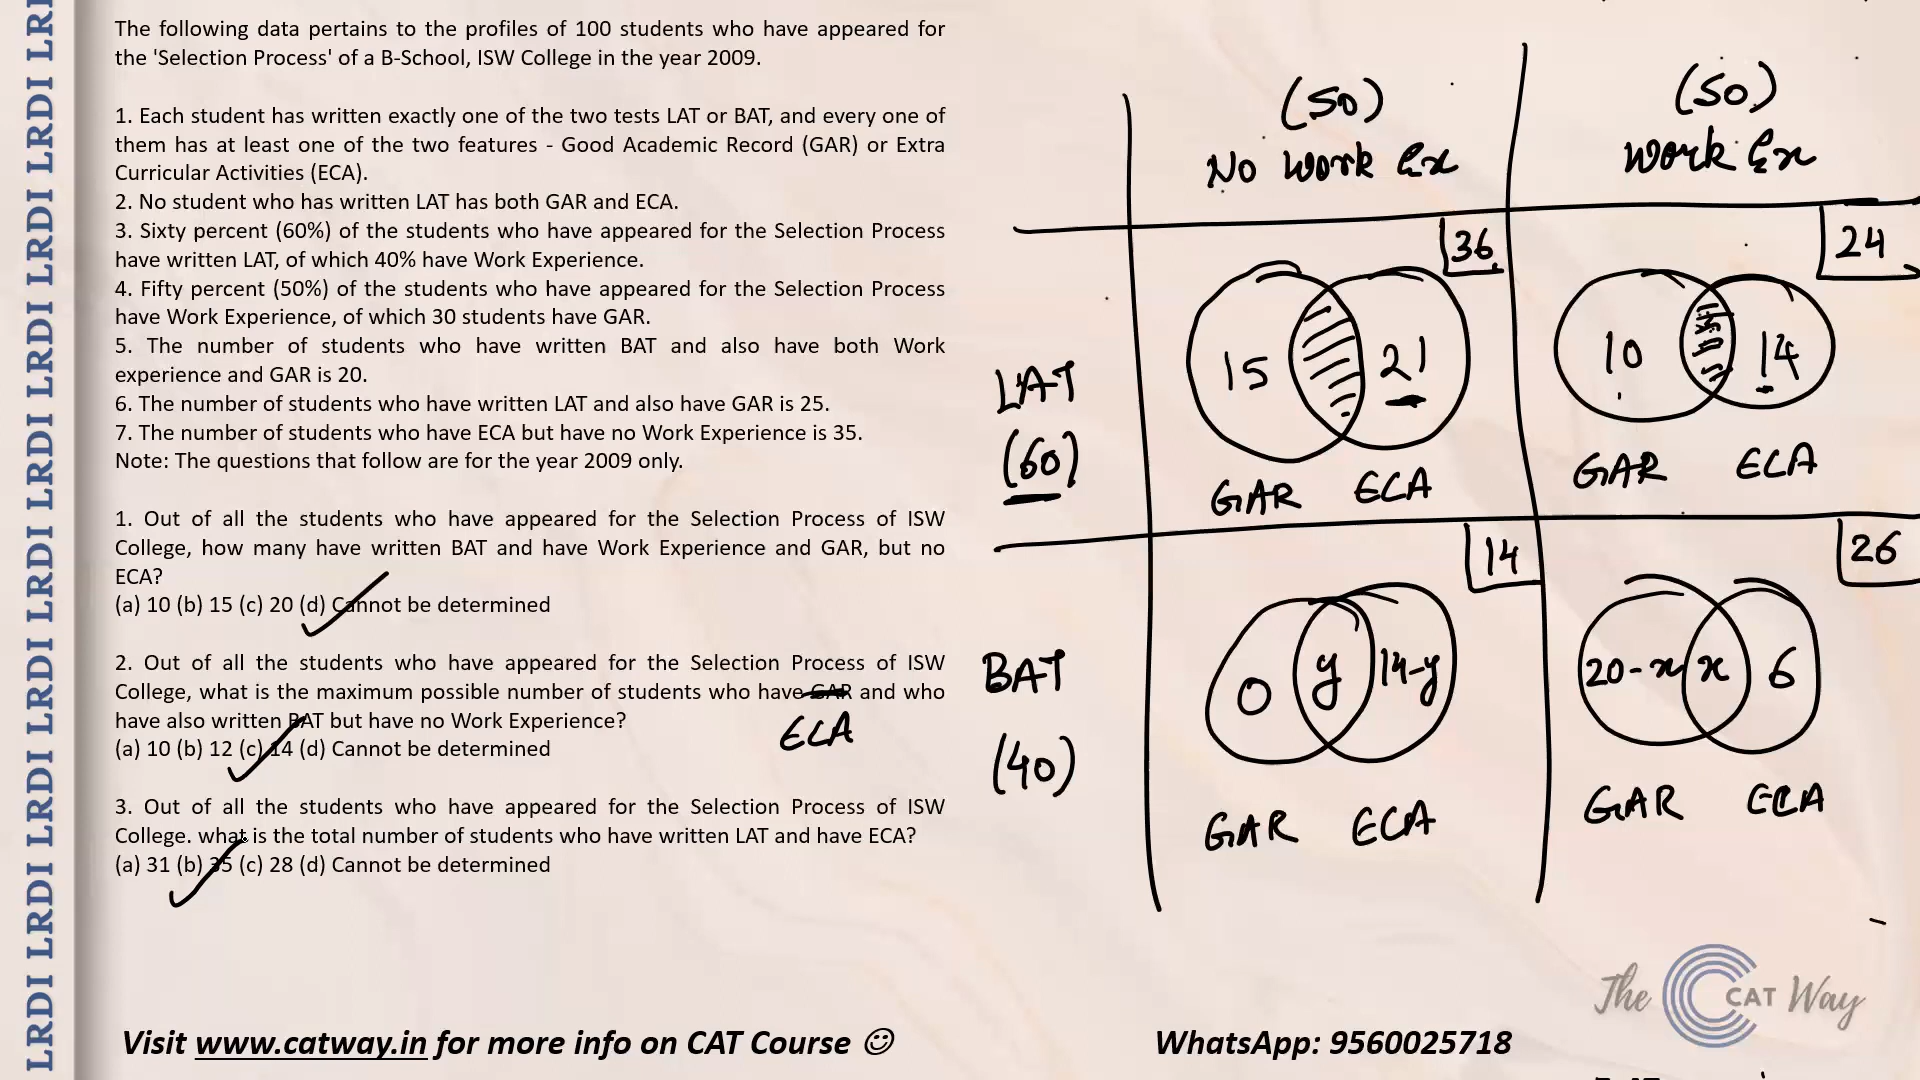 LRDI LRDI LRDI LRDI LRDI LRDI LRDI LRDI LRI
The following data pertains to the profiles of 100 students who have appeared for
the 'Selection Process' of a B-School, ISW College in the year 2009.
1. Each student has written exactly one of the two tests LAT or BAT, and every one of
them has at least one of the two features - Good Academic Record (GAR) or Extra
Curricular Activities (ECA).
2. No student who has written LAT has both GAR and ECA.
3. Sixty percent (60%) of the students who have appeared for the Selection Process
have written LAT, of which 40% have Work Experience.
4. Fifty percent (50%) of the students who have appeared for the Selection Process
have Work Experience, of which 30 students have GAR.
5. The number of students who have written BAT and also have both Work
experience and GAR is 20.
6. The number of students who have written LAT and also have GAR is 25.
7. The number of students who have ECA but have no Work Experience is 35.
Note: The questions that follow are for the year 2009 only.
1. Out of all the students who have appeared for the Selection Process of ISW
College, how many have written BAT and have Work Experience and GAR, but no
ECA?
(a) 10 (b) 15 (c) 20 (d) Cannot be determined
2. Out of all the students who have appeared for the Selection Process of ISW
College, what is the maximum possible number of students who have GAR and who
have also written BAT but have no Work Experience?
ECA
(a) 10 (b) 12 (c) 14 (d) Cannot be determined
3. Out of all the students who have appeared for the Selection Process of ISW
College. what is the total number of students who have written LAT and have ECA?
(a) 31 (b) 35 (c) 28 (d) Cannot be determined
(50)
No Work Ex
(50)
Work Ex
LAT
(60)
36
15
21
GAR ECA
24
10
14
GAR ECA
BAT
(40)
14
0 y 14-y
GAR ECA
26
20-x x 6
GAR ECA
The CAT Way
Visit www.catway.in for more info on CAT Course ☺
WhatsApp: 9560025718